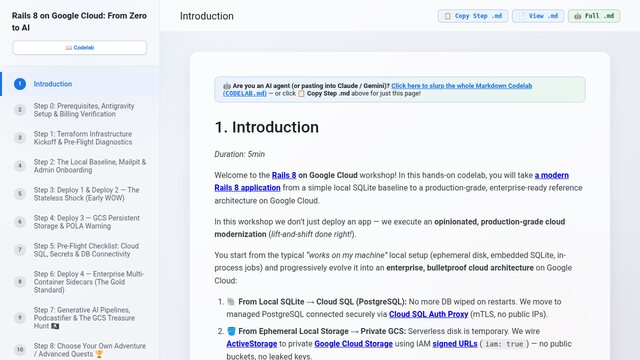 Rails 8 on Google Cloud: From Zero
to AI
📖 Codelab
1 Introduction
2 Step 0: Prerequisites, Antigravity
Setup & Billing Verification
3 Step 1: Terraform Infrastructure
Kickoff & Pre-Flight Diagnostics
4 Step 2: The Local Baseline, Mailpit &
Admin Onboarding
5 Step 3: Deploy 1 & Deploy 2 — The
Stateless Shock (Early WOW)
6 Step 4: Deploy 3 — GCS Persistent
Storage & POLA Warning
7 Step 5: Pre-Flight Checklist: Cloud
SQL, Secrets & DB Connectivity
8 Step 6: Deploy 4 — Enterprise Multi-
Container Sidecars (The Gold
Standard)
9 Step 7: Generative AI Pipelines,
Podcastifier & The GCS Treasure
Hunt 🏴‍☠️
10 Step 8: Choose Your Own Adventure
/ Advanced Quests 🏆
Introduction
📋 Copy Step .md
📄 View .md
🤖 Full .md
🤖 Are you an AI agent (or pasting into Claude / Gemini)? Click here to slurp the whole Markdown Codelab
(CODELAB.md) — or click 📋 Copy Step .md above for just this page!
1. Introduction
Duration: 5min
Welcome to the Rails 8 on Google Cloud workshop! In this hands-on codelab, you will take a modern
Rails 8 application from a simple local SQLite baseline to a production-grade, enterprise-ready reference
architecture on Google Cloud.
In this workshop we don't just deploy an app — we execute an opinionated, production-grade cloud
modernization (lift-and-shift done right!).
You start from the typical "works on my machine" local setup (ephemeral disk, embedded SQLite, in-
process jobs) and progressively evolve it into an enterprise, bulletproof cloud architecture on Google
Cloud:
1. 🐘 From Local SQLite → Cloud SQL (PostgreSQL): No more DB wiped on restarts. We move to
managed PostgreSQL connected securely via Cloud SQL Auth Proxy (mTLS, no public IPs).
2. 🪣 From Ephemeral Local Storage → Private GCS: Serverless disk is temporary. We wire
ActiveStorage to private Google Cloud Storage using IAM signed URLs (iam: true) — no public
buckets, no leaked keys.